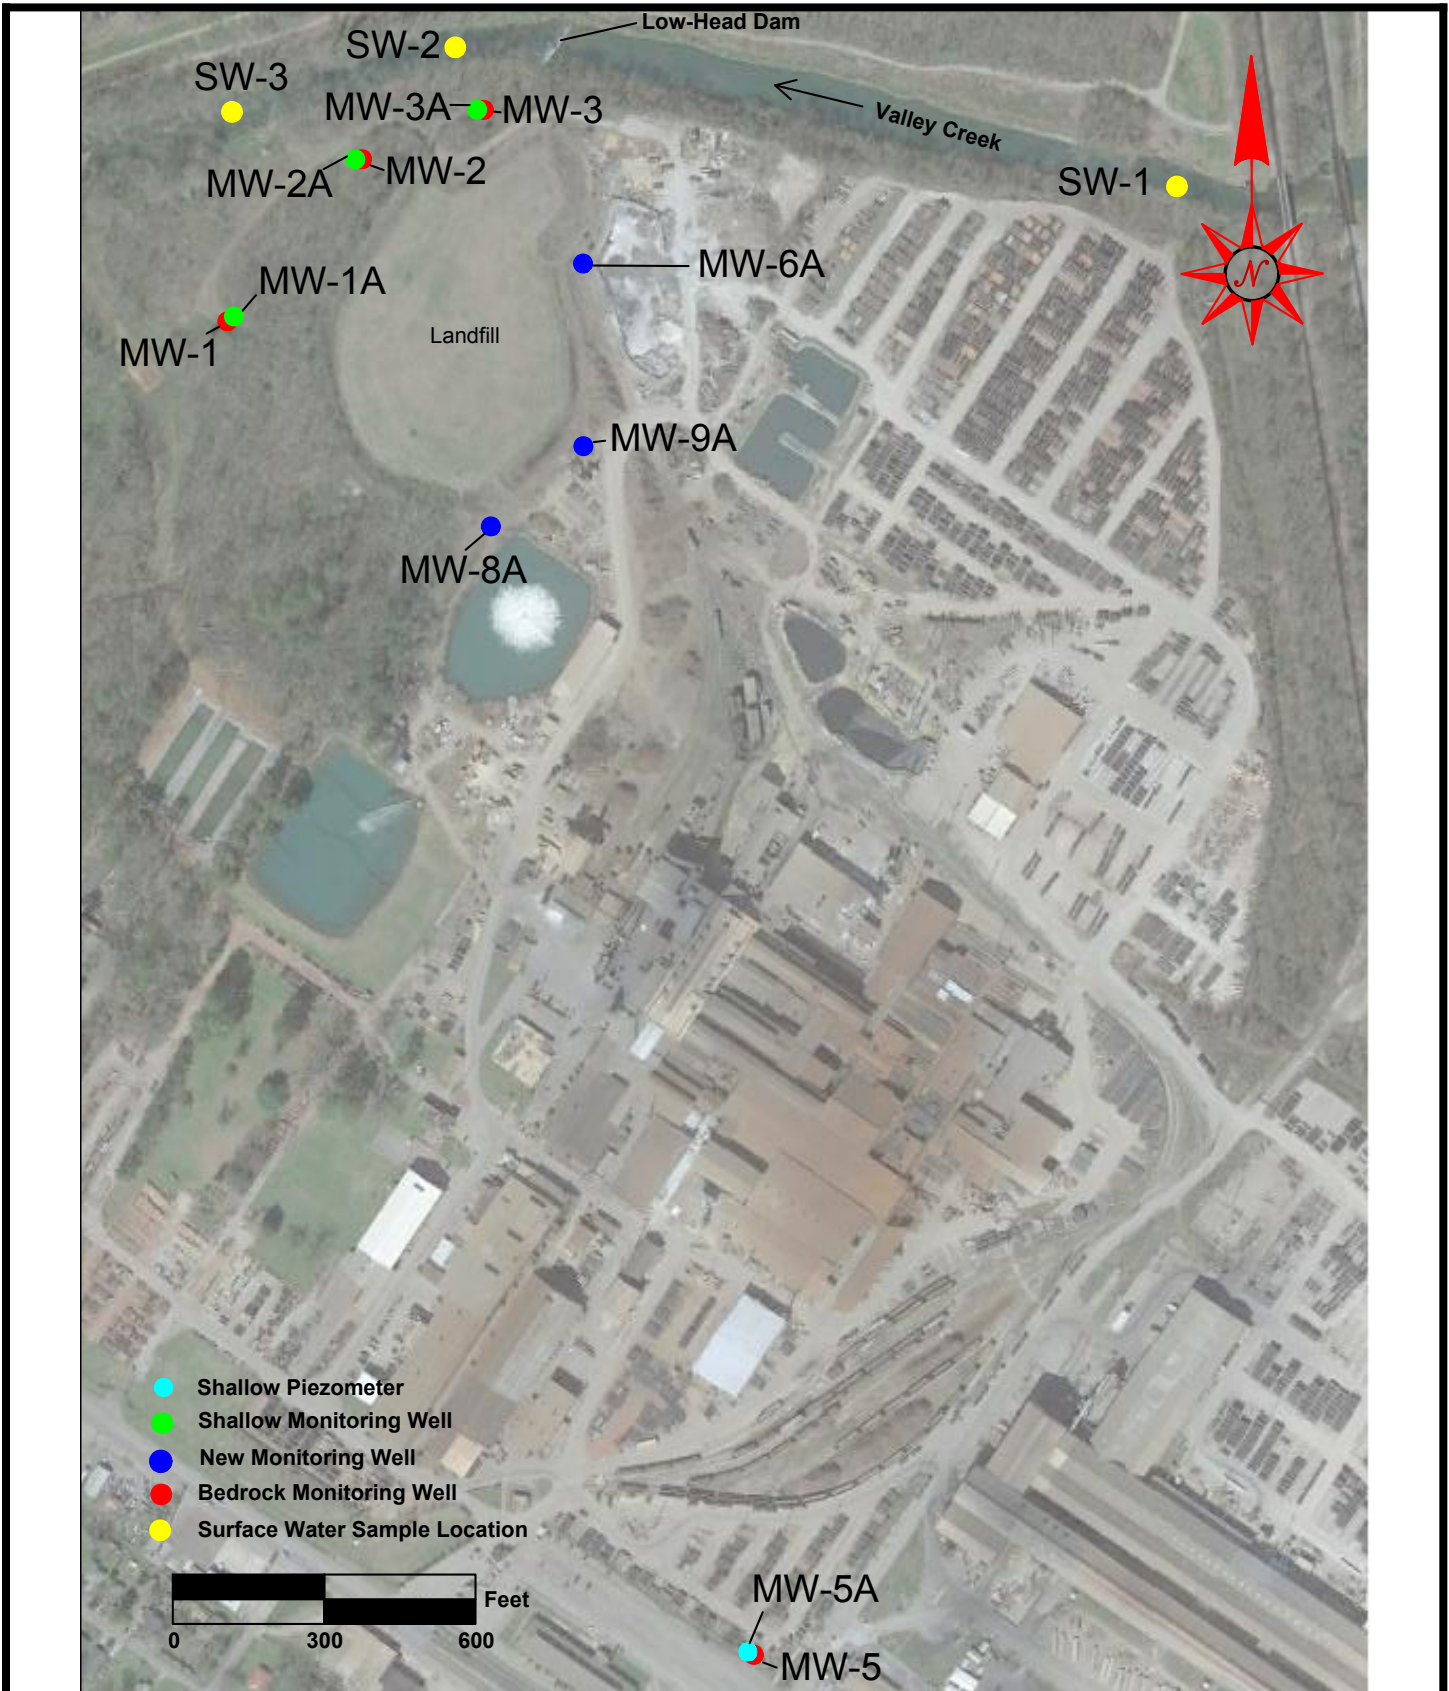 Low-Head Dam
SW-2
SW-3
MW-3A
MW-3
Valley Creek
MW-2
MW-2A
SW-1
N
MW-6A
MW-1A
Landfill
MW-1
MW-9A
MW-8A
Shallow Piezometer
Shallow Monitoring Well
New Monitoring Well
Bedrock Monitoring Well
Surface Water Sample Location
Feet
0 300 600
MW-5A
MW-5